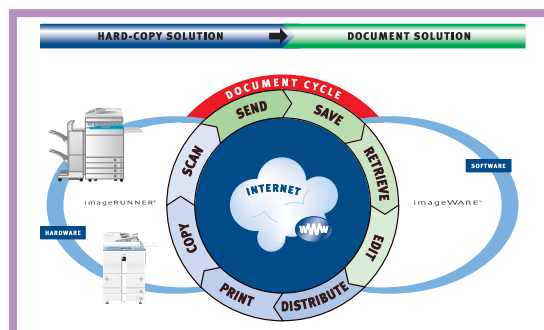 HARD-COPY SOLUTION
DOCUMENT SOLUTION
DOCUMENT CYCLE
SEND
SAVE
RETRIEVE
EDIT
DISTRIBUTE
PRINT
COPY
SCAN
INTERNET
www
SOFTWARE
imageRUNNER®
imageWARE™
HARDWARE